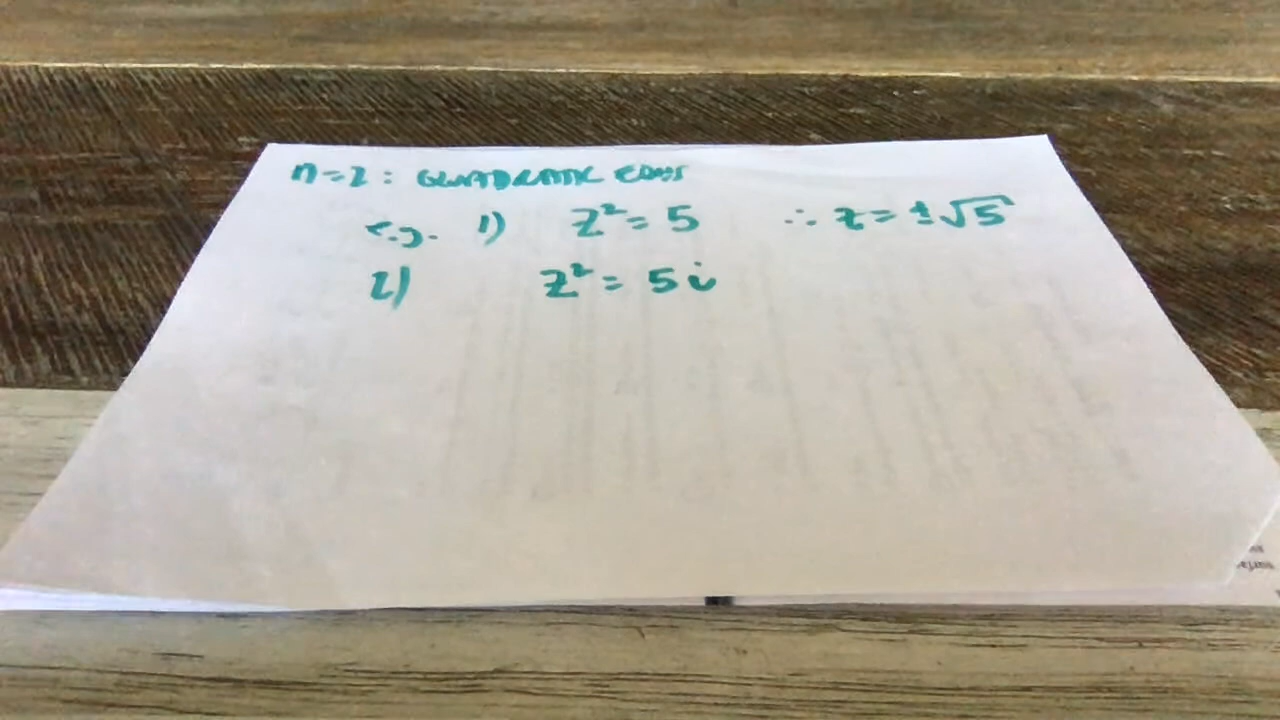 n=2: QUADRATIC EQNS
e.g. 1) z² = 5 ∴ z = ±√5
2) z² = 5i